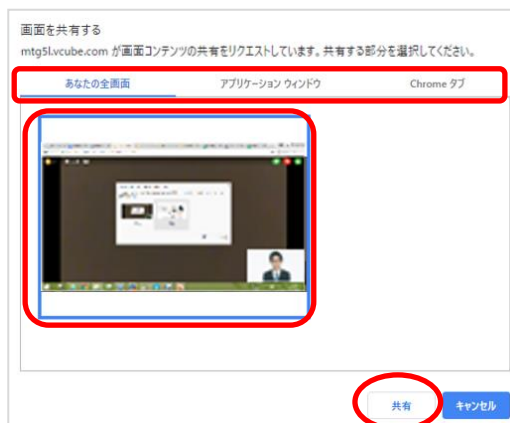 画面を共有する
mtg5l.vcube.com が画面コンテンツの共有をリクエストしています。共有する部分を選択してください。
あなたの全画面 アプリケーション ウィンドウ Chrome タブ
共有 キャンセル